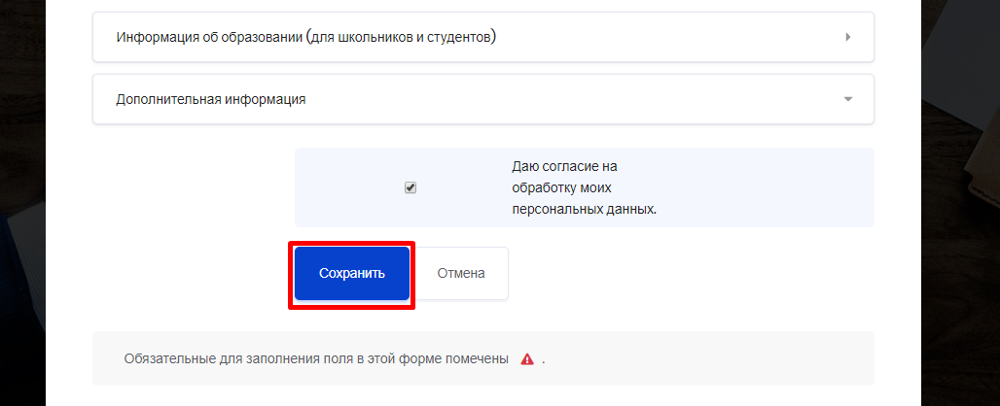 Информация об образовании (для школьников и студентов)
Дополнительная информация
Даю согласие на
обработку моих
персональных данных.
Сохранить
Отмена
Обязательные для заполнения поля в этой форме помечены .